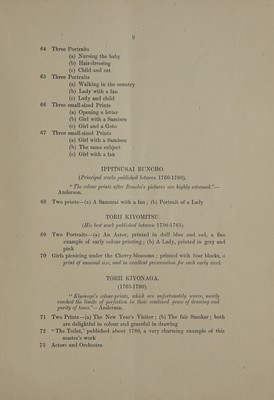 9
64 Three Portraits
(a) Nursing the baby
(b) Hair-dressing
(c) Child and cat
65 Three Portraits
(a) Walking in the country
(b) Lady with a fan
(c) Lady and child
66 Three small-sized Prints
(a) Opening a letter
(b) Girl with a Samisen
(c) Girl and a Goto
67 Three small-sized Prints
(a) Girl with a Samisen
(b) The same subject
(c) Girl with a fan
IPPITSUSAI BUNCHO.
(Principal works published between 1760-1780).
"The colour prints after Buncho's pictures are highly esteemed."—
Anderson.
68 Two prints—(a) A Samurai with a fan; (b) Portrait of a Lady
TORII KIYOMITSU.
(His best work published between 1750-1765).
69 Two Portraits—(a) An Actor, printed in dull blue and red, a fine
example of early colour-printing; (b) A Lady, printed in grey and
pink
70 Girls picnicing under the Cherry-blossoms; printed with four blocks, a
print of unusual size, and in excellent preservation for such early work
TORII KIYONAGA.
(1765-1790).
"Kiyonaga's colour-prints, which are unfortunately scarce, nearly
reached the limits of perfection in their combined grace of drawing and
purity of tones."—Anderson.
71 Two Prints—(a) The New Year's Visitor; (b) The fair Smoker; both
are delightful in colour and graceful in drawing
72 "The Toilet," published about 1780, a very charming example of this
master's work
73 Actors and Orchestra